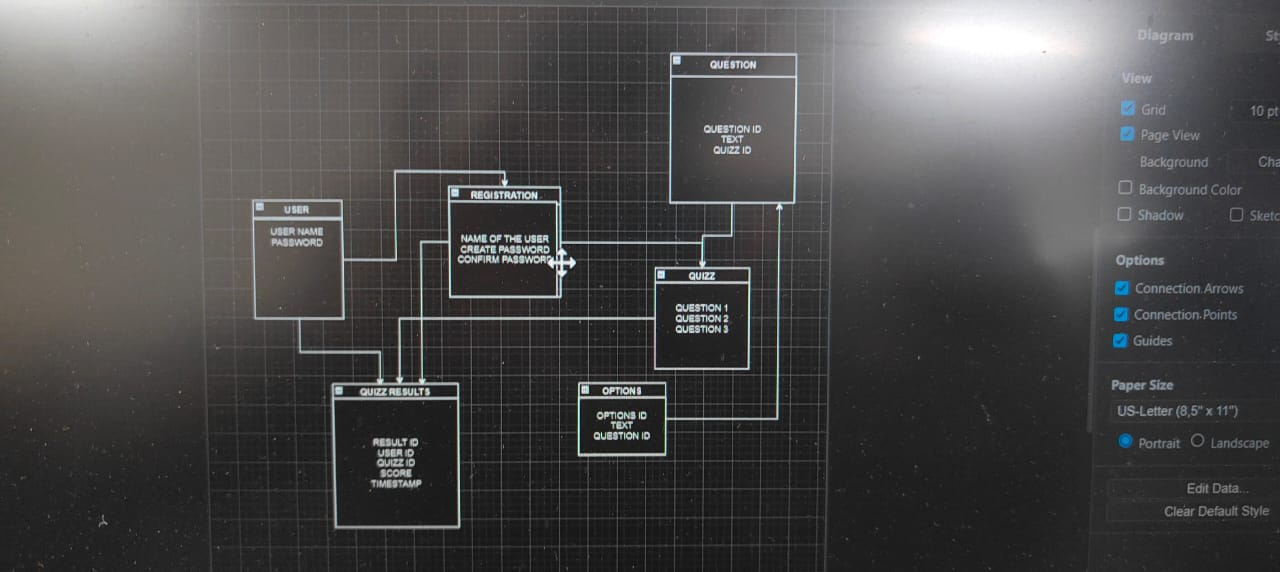 Diagram
St
View
Grid
10 pt
Page View
Background
Cha
Background Color
Shadow
Sketc
Options
Connection Arrows
Connection Points
Guides
Paper Size
US-Letter (8,5" x 11")
Portrait
Landscape
Edit Data...
Clear Default Style
QUESTION
QUESTION ID
TEXT
QUIZZ ID
REGISTRATION
NAME OF THE USER
CREATE PASSWORD
CONFIRM PASSWORD
USER
USER NAME
PASSWORD
QUIZZ
QUESTION 1
QUESTION 2
QUESTION 3
QUIZZ RESULTS
RESULT ID
USER ID
QUIZZ ID
SCORE
TIMESTAMP
OPTIONS
OPTIONS ID
TEXT
QUESTION ID